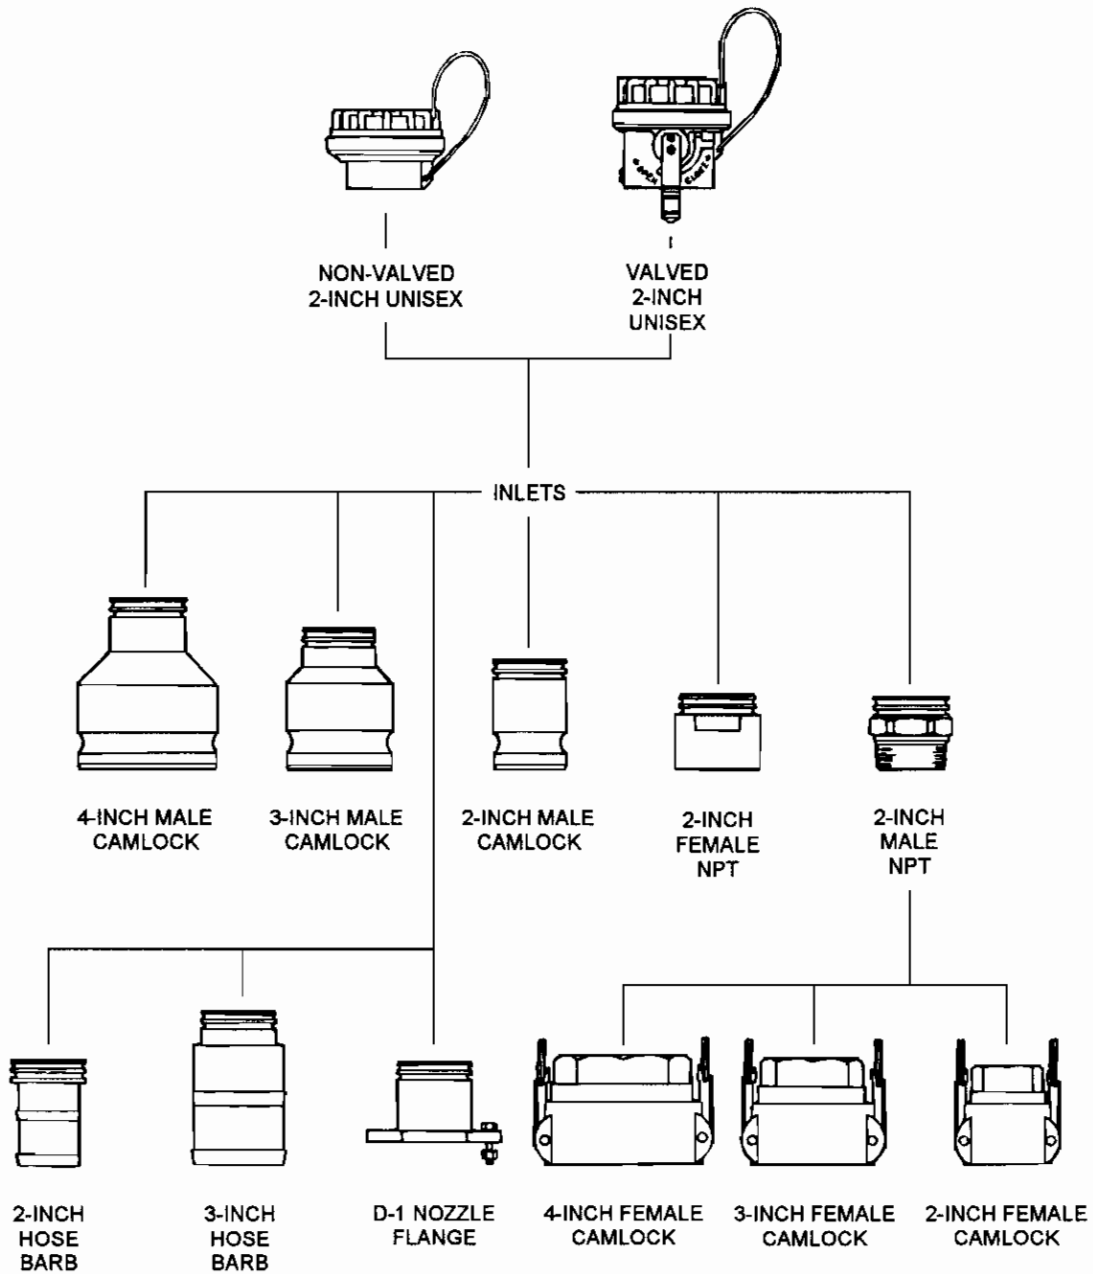 OPEN
CLOSE
NON-VALVED
2-INCH UNISEX
VALVED
2-INCH
UNISEX
INLETS
4-INCH MALE
CAMLOCK
3-INCH MALE
CAMLOCK
2-INCH MALE
CAMLOCK
2-INCH
FEMALE
NPT
2-INCH
MALE
NPT
2-INCH
HOSE
BARB
3-INCH
HOSE
BARB
D-1 NOZZLE
FLANGE
4-INCH FEMALE
CAMLOCK
3-INCH FEMALE
CAMLOCK
2-INCH FEMALE
CAMLOCK